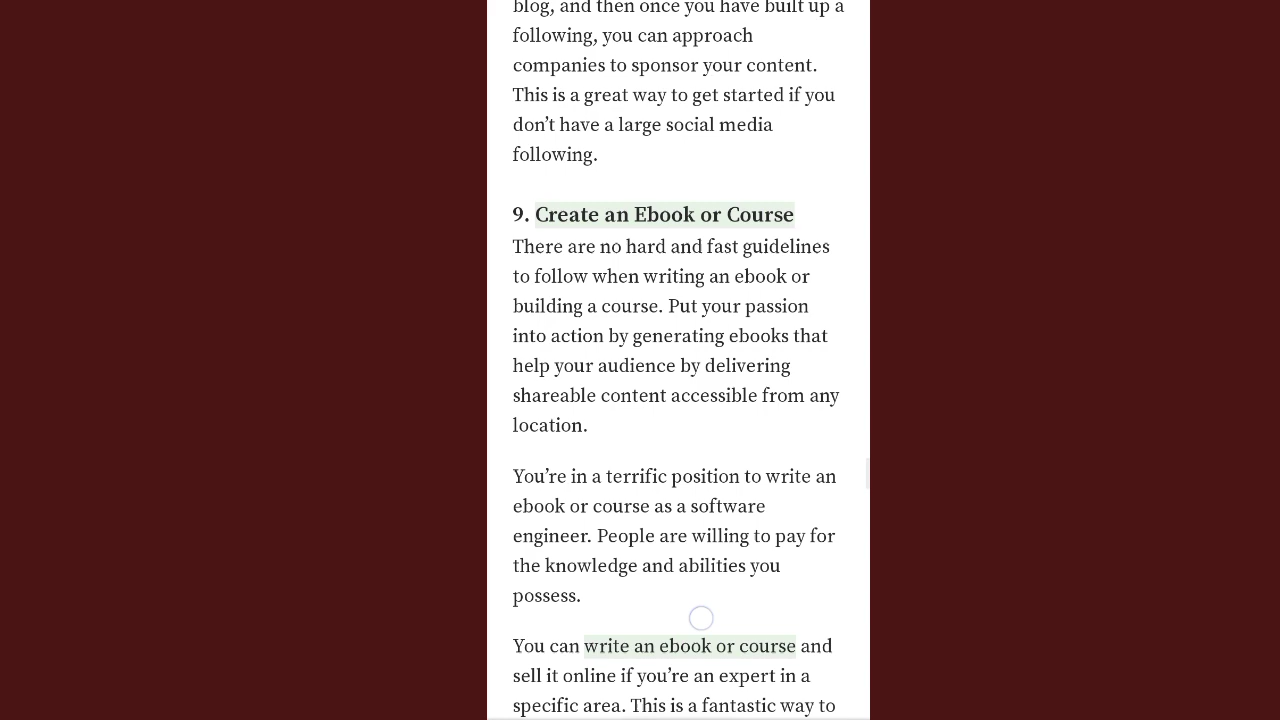 blog, and then once you have built up a
following, you can approach
companies to sponsor your content.
This is a great way to get started if you
don’t have a large social media
following.
9. Create an Ebook or Course
There are no hard and fast guidelines
to follow when writing an ebook or
building a course. Put your passion
into action by generating ebooks that
help your audience by delivering
shareable content accessible from any
location.
You’re in a terrific position to write an
ebook or course as a software
engineer. People are willing to pay for
the knowledge and abilities you
possess.
You can write an ebook or course and
sell it online if you’re an expert in a
specific area. This is a fantastic way to